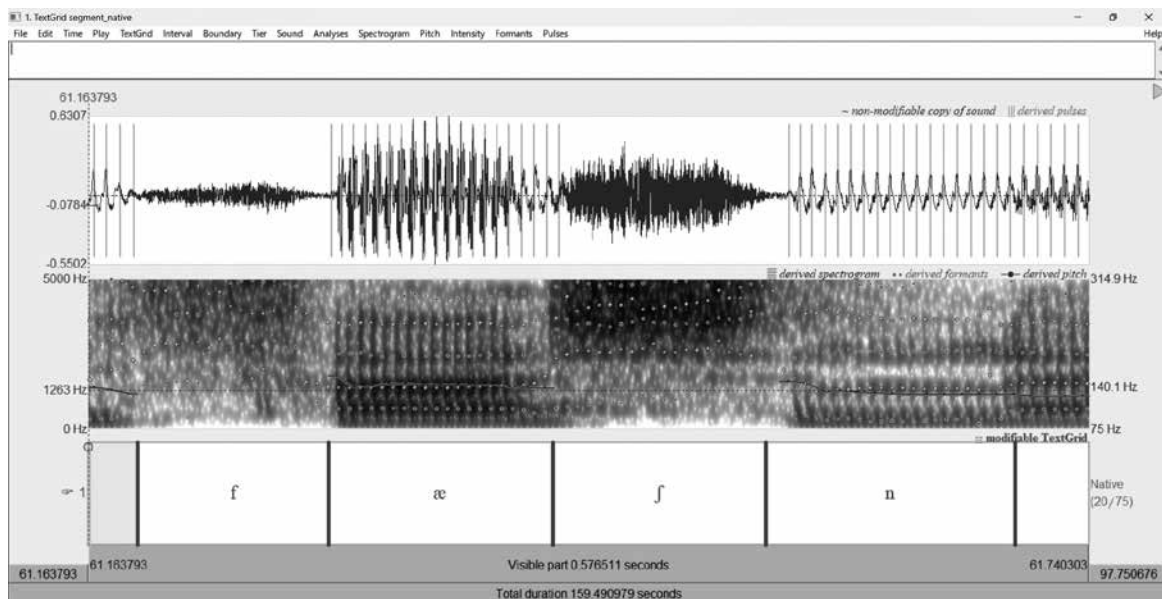 1. TextGrid segment_native
File Edit Time Play TextGrid Interval Boundary Tier Sound Analyses Spectrogram Pitch Intensity Formants Pulses Help
61.163793
0.6307
~ non-modifiable copy of sound derived pulses
-0.0784
-0.5502
5000 Hz derived spectrogram derived formants derived pitch 314.9 Hz
1263 Hz 140.1 Hz
0 Hz 75 Hz
modifiable TextGrid
1 f æ ʃ n Native
(20/75)
61.163793 Visible part 0.576511 seconds 61.740303
61.163793 97.750676
Total duration 159.490979 seconds